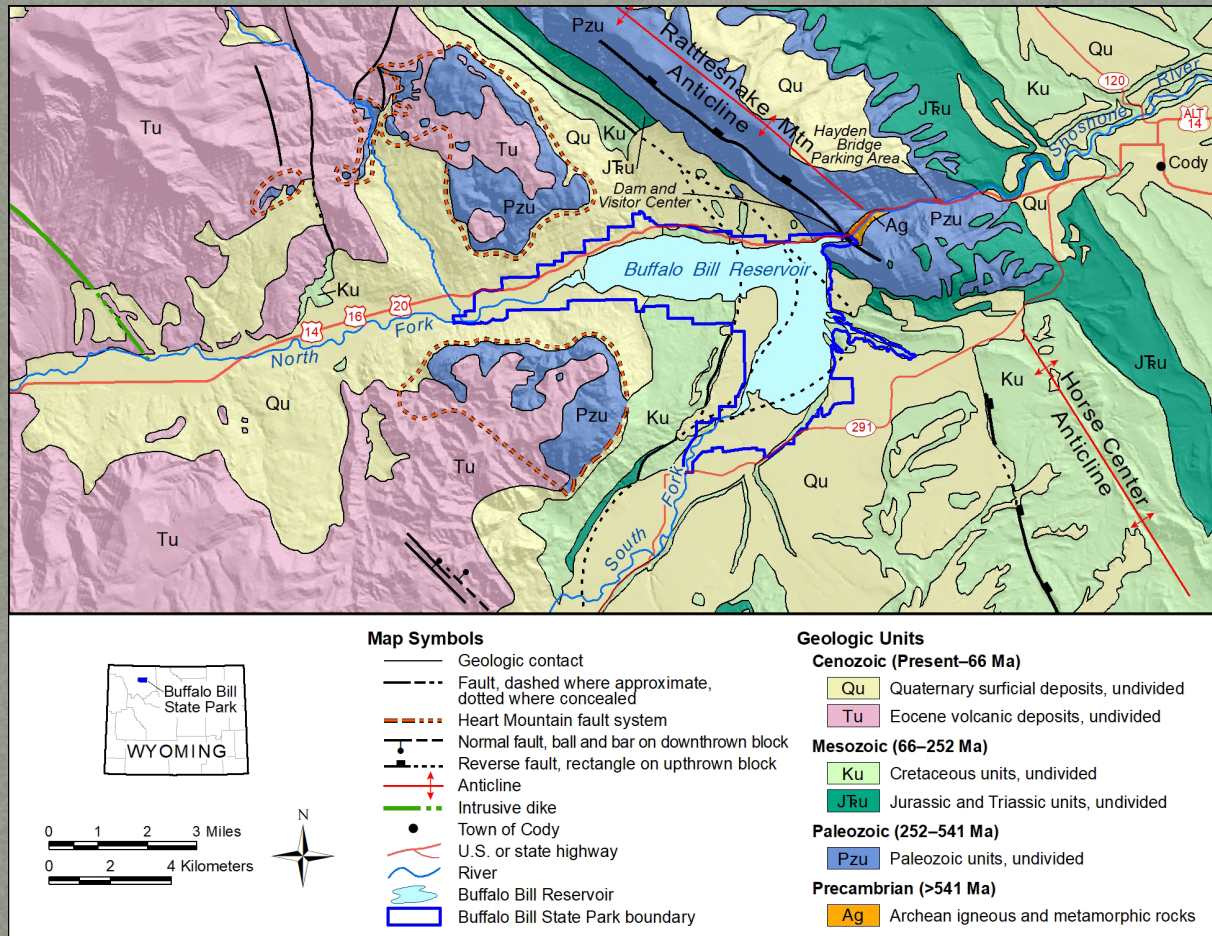 Pzu
Rattlesnake Mtn
Anticline
Qu
Ku
Qu
120
Shoshone River
ALT
14
JTRu
Cody
Tu
Tu
Qu
Ku
JTRu
Hayden
Bridge
Parking Area
Dam and
Visitor Center
Pzu
Ag
Pzu
Qu
Buffalo Bill Reservoir
Ku
14
16
20
North
Fork
Qu
Pzu
Ku
Tu
Tu
291
Qu
South
Fork
Ku
JTRu
Horse Center
Anticline
Map Symbols
Geologic contact
Fault, dashed where approximate,
dotted where concealed
Heart Mountain fault system
Normal fault, ball and bar on downthrown block
Reverse fault, rectangle on upthrown block
Anticline
Intrusive dike
Town of Cody
U.S. or state highway
River
Buffalo Bill Reservoir
Buffalo Bill State Park boundary
Buffalo Bill
State Park
WYOMING
0 1 2 3 Miles
0 2 4 Kilometers
N
Geologic Units
Cenozoic (Present–66 Ma)
Qu Quaternary surficial deposits, undivided
Tu Eocene volcanic deposits, undivided
Mesozoic (66–252 Ma)
Ku Cretaceous units, undivided
JTRu Jurassic and Triassic units, undivided
Paleozoic (252–541 Ma)
Pzu Paleozoic units, undivided
Precambrian (>541 Ma)
Ag Archean igneous and metamorphic rocks